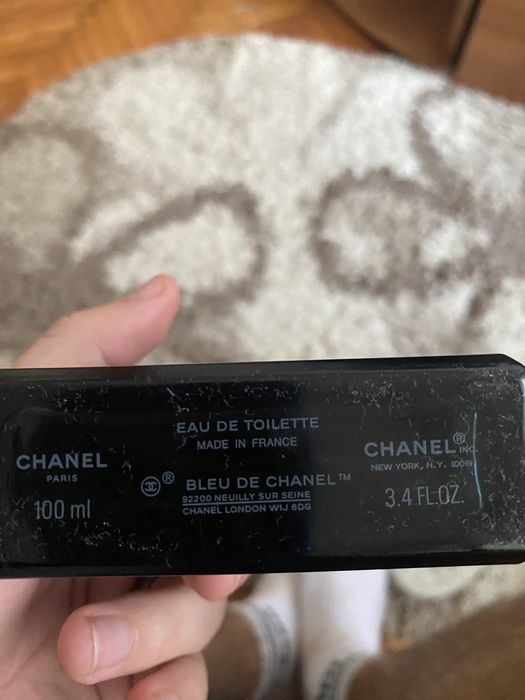 EAU DE TOILETTE
MADE IN FRANCE
CHANEL
PARIS
100 ml
® BLEU DE CHANEL™
92200 NEUILLY SUR SEINE
CHANEL LONDON W1J 6DG
CHANEL® INC.
NEW YORK, N.Y. 10019
3.4 FL.OZ.